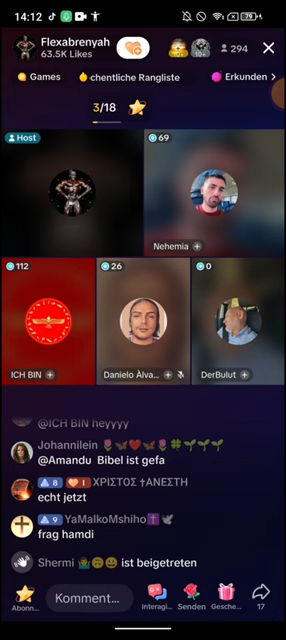 14:12
79%
Flexabrenyah
63.5K Likes
10+
294
Games
chentliche Rangliste
Erkunden
3/18
Host
69
Nehemia
112
26
0
ICH BIN
Danielo Àlva...
DerBulut
@ICH BIN heyyyy
Johannilein 🌷🦋❤️🦋🌷🍀🌱🌱🌱
@Amandu Bibel ist gefa
8 1 ΧΡΙΣΤΟΣ †ΑΝΕΣΤΗ
echt jetzt
9 YaMalkoMshiho✝️🕊
frag hamdi
Shermi 🤷‍♂️🙃😄 ist beigetreten
Abonn...
Komment...
Interagi...
Senden
Gesche...
17